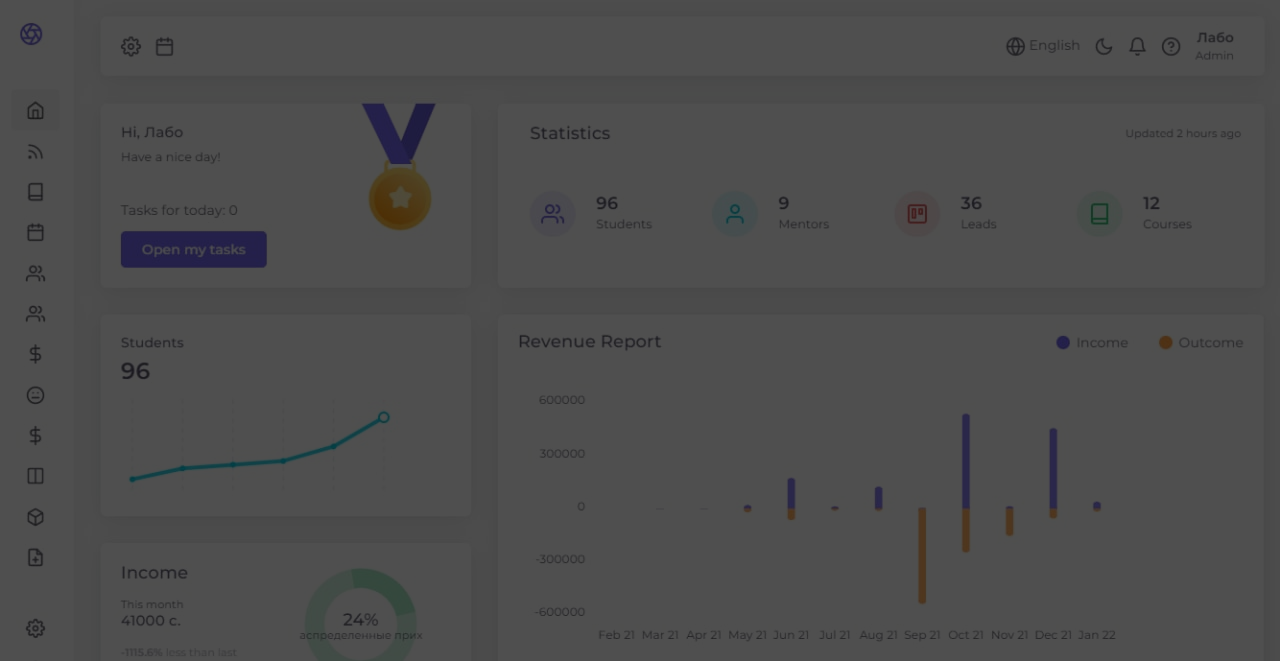 English
Лабо
Admin
Hi, Лабо
Have a nice day!
Tasks for today: 0
Open my tasks
Statistics
Updated 2 hours ago
96
Students
9
Mentors
36
Leads
12
Courses
Students
96
Revenue Report
Income
Outcome
600000
300000
0
-300000
-600000
Feb 21 Mar 21 Apr 21 May 21 Jun 21 Jul 21 Aug 21 Sep 21 Oct 21 Nov 21 Dec 21 Jan 22
Income
This month
41000 с.
-1115.6% less than last
24%
аспределенные прих